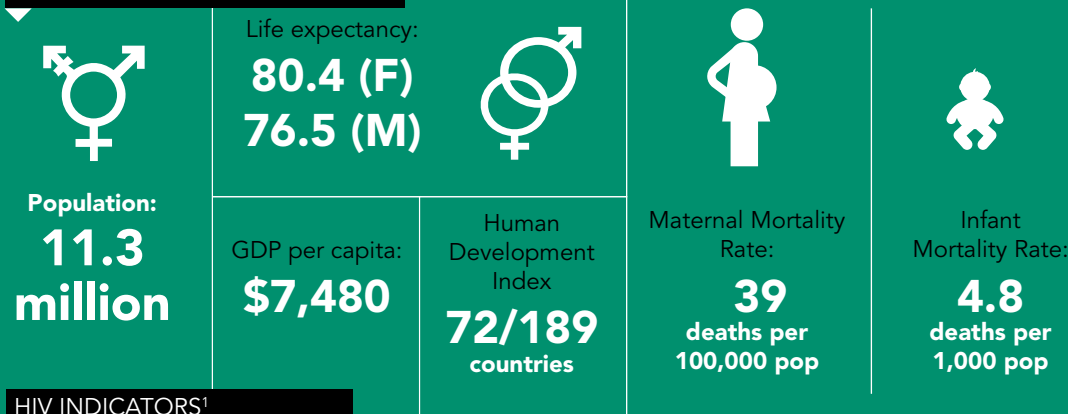 Population:
11.3
million
Life expectancy:
80.4 (F)
76.5 (M)
GDP per capita:
$7,480
Human
Development
Index
72/189
countries
Maternal Mortality
Rate:
39
deaths per
100,000 pop
Infant
Mortality Rate:
4.8
deaths per
1,000 pop
HIV INDICATORS¹